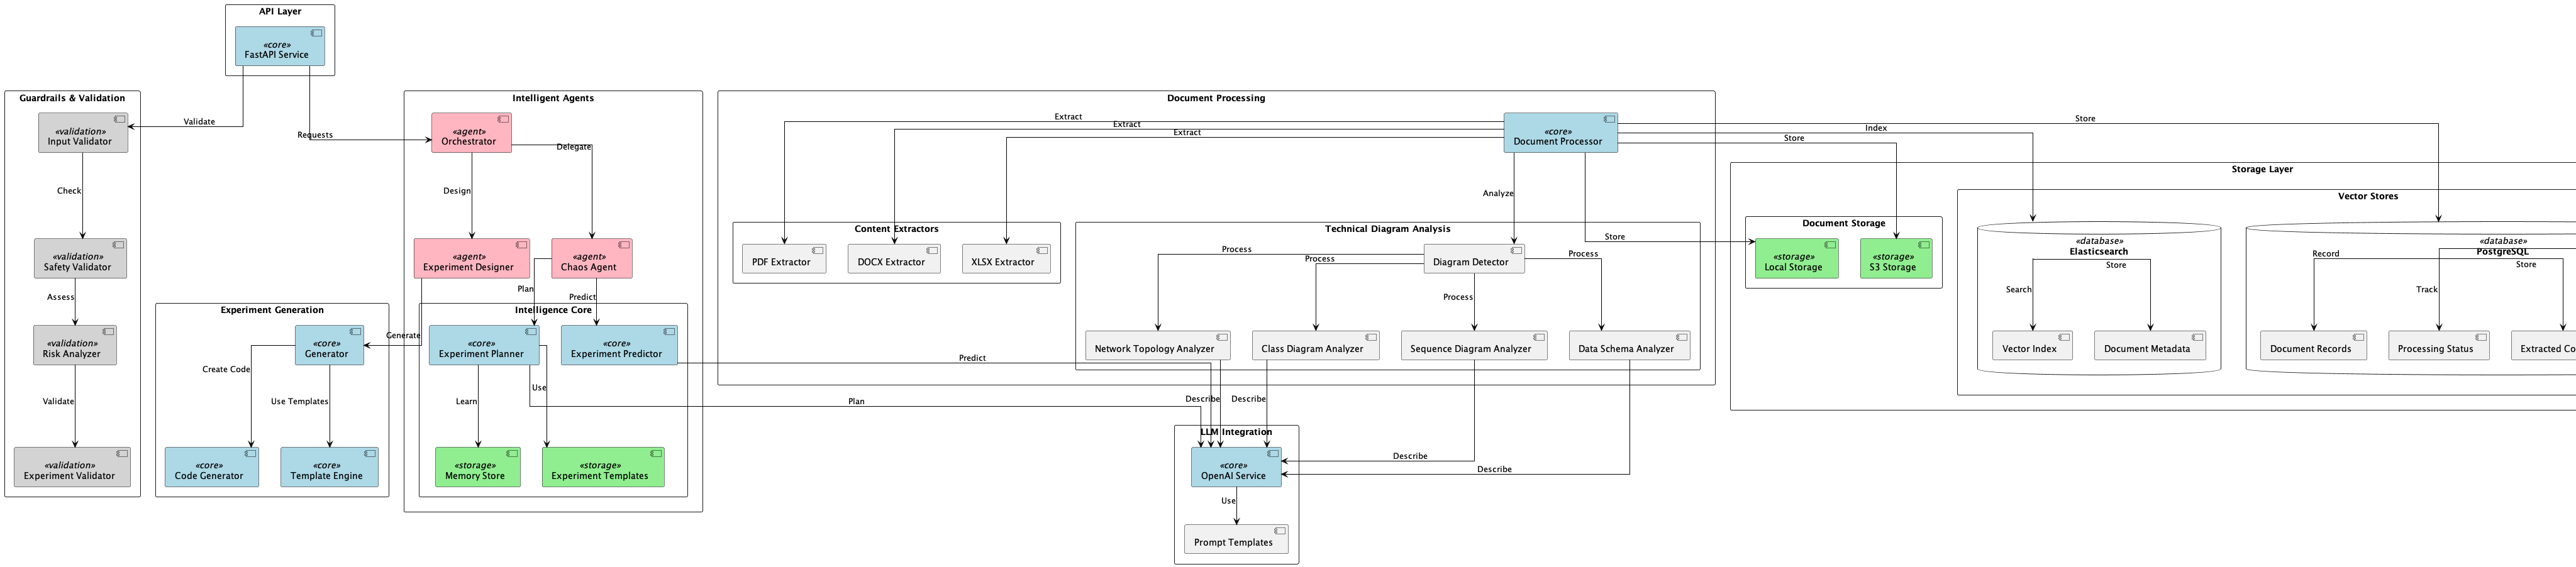 API Layer
«core»
FastAPI Service
Guardrails & Validation
«validation»
Input Validator
Validate
Requests
Check
«validation»
Safety Validator
Assess
«validation»
Risk Analyzer
Validate
«validation»
Experiment Validator
Experiment Generation
«core»
Generator
Generate
Create Code
Use Templates
«core»
Code Generator
«core»
Template Engine
Intelligent Agents
«agent»
Orchestrator
Delegate
Design
«agent»
Experiment Designer
«agent»
Chaos Agent
Plan
Predict
Intelligence Core
«core»
Experiment Planner
«core»
Experiment Predictor
Learn
Use
«storage»
Memory Store
«storage»
Experiment Templates
Predict
Plan
Document Processing
«core»
Document Processor
Extract
Extract
Extract
Analyze
Content Extractors
PDF Extractor
DOCX Extractor
XLSX Extractor
Technical Diagram Analysis
Diagram Detector
Process
Process
Process
Process
Network Topology Analyzer
Class Diagram Analyzer
Sequence Diagram Analyzer
Data Schema Analyzer
Describe
Describe
Describe
Describe
LLM Integration
«core»
OpenAI Service
Use
Prompt Templates
Store
Index
Store
Store
Storage Layer
Document Storage
«storage»
Local Storage
«storage»
S3 Storage
Vector Stores
«database»
Elasticsearch
Store
Search
Vector Index
Document Metadata
«database»
PostgreSQL
Record
Store
Track
Document Records
Processing Status
Extracted Co